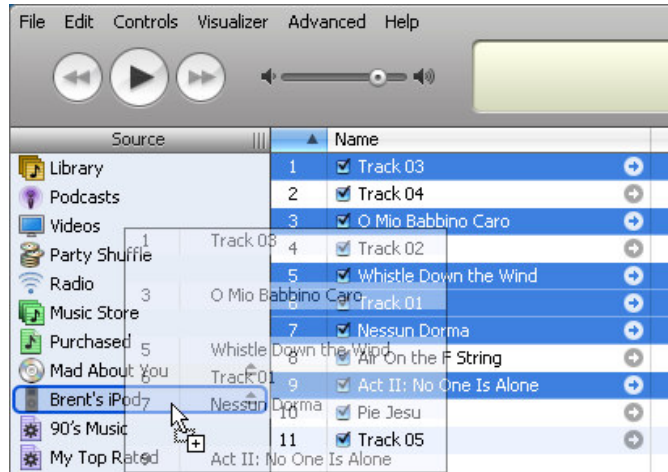 File Edit Controls Visualizer Advanced Help
Source Name
Library 1 Track 03
Podcasts 2 Track 04
Videos 3 O Mio Babbino Caro
1 Track 03
Party Shuffle 4 Track 02
Radio 5 Whistle Down the Wind
3 O Mio Babbino Caro
Music Store 6 Track 01
Purchased 7 Nessun Dorma
5 Whistle Down the Wind
Mad About You 8 Air On the F String
6 Track 01
Brent's iPod 9 Act II: No One Is Alone
7 Nessun Dorma
90's Music 10 Pie Jesu
My Top Rated 11 Track 05
9 Act II: No One Is Alone